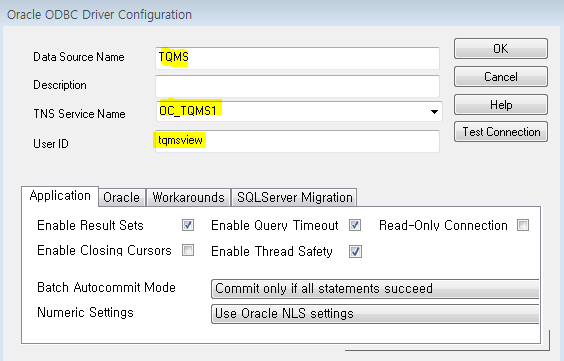 Oracle ODBC Driver Configuration
Data Source Name TQMS OK
Description Cancel
TNS Service Name OC_TQMS1 Help
User ID tqmsview Test Connection
Application Oracle Workarounds SQLServer Migration
Enable Result Sets Enable Query Timeout Read-Only Connection
Enable Closing Cursors Enable Thread Safety
Batch Autocommit Mode Commit only if all statements succeed
Numeric Settings Use Oracle NLS settings